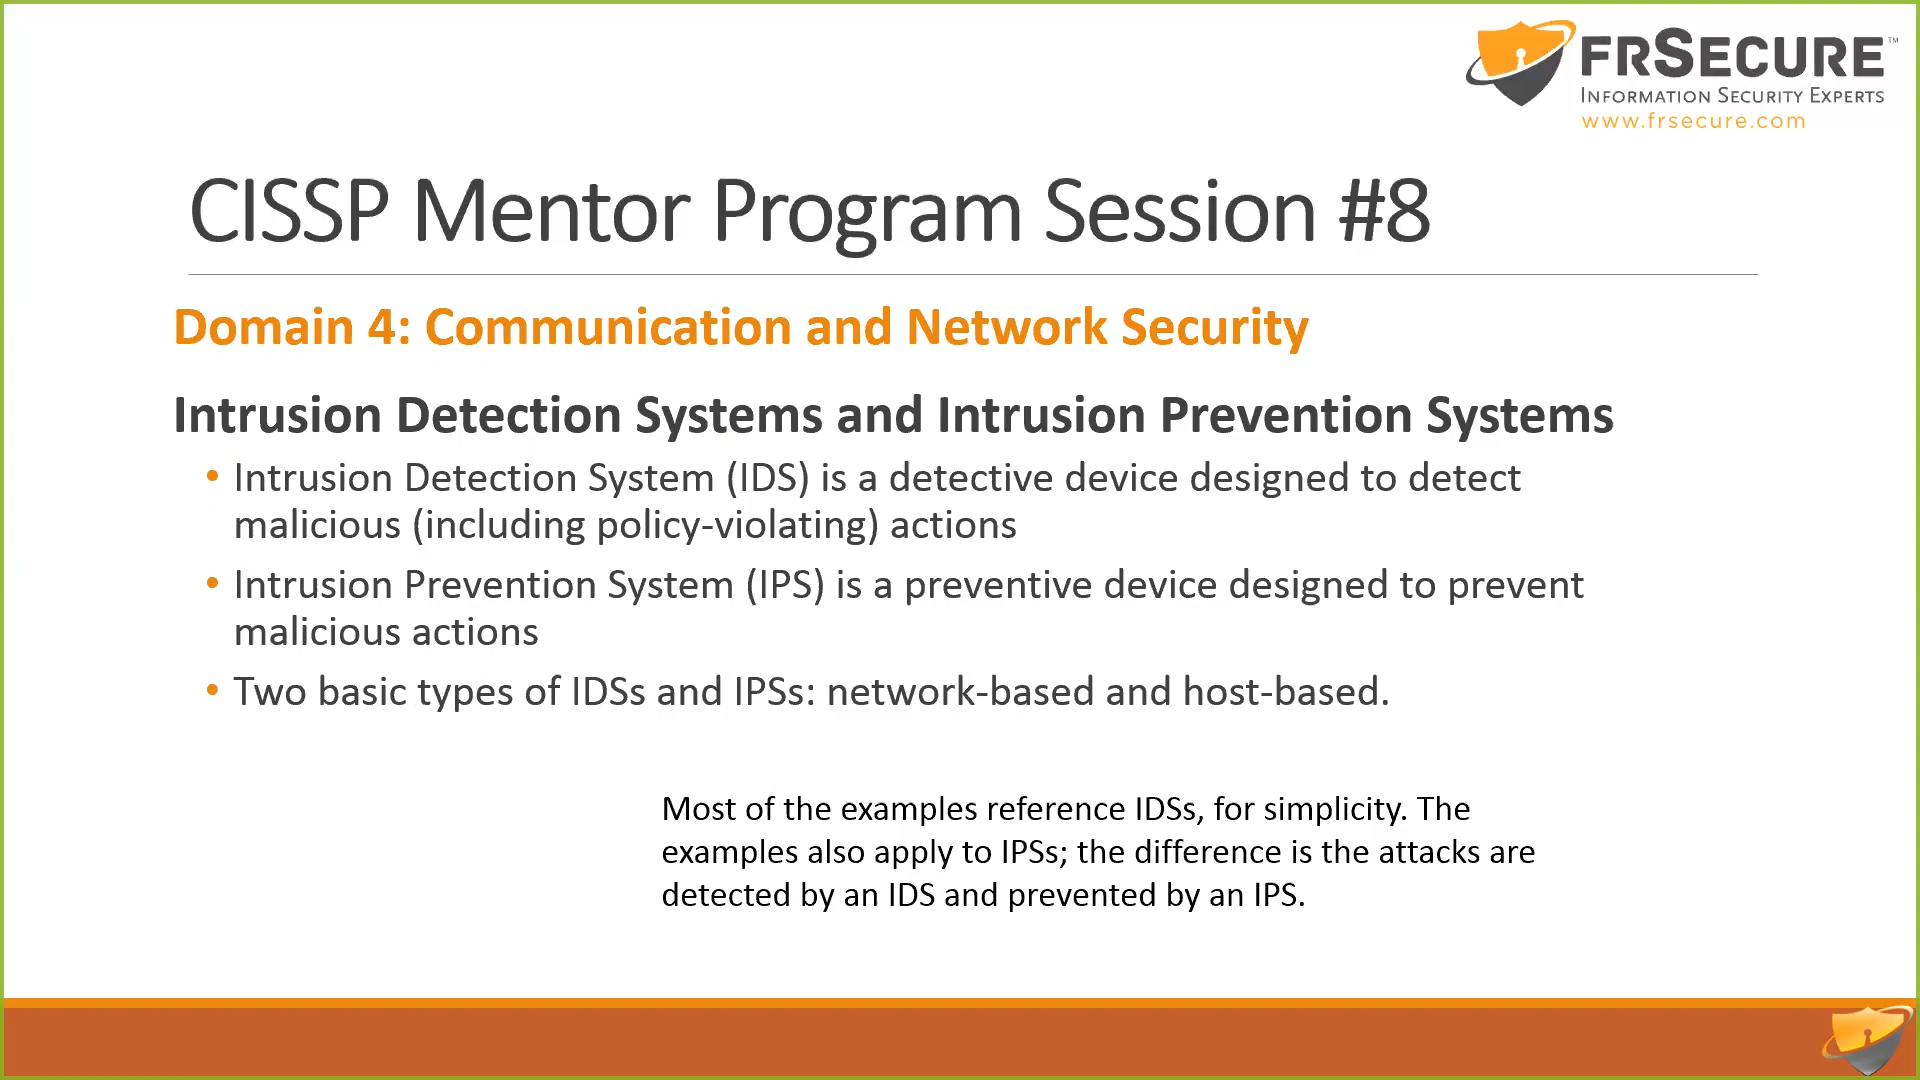 FRSECURE™
INFORMATION SECURITY EXPERTS
www.frsecure.com
CISSP Mentor Program Session #8
Domain 4: Communication and Network Security
Intrusion Detection Systems and Intrusion Prevention Systems
• Intrusion Detection System (IDS) is a detective device designed to detect
malicious (including policy-violating) actions
• Intrusion Prevention System (IPS) is a preventive device designed to prevent
malicious actions
• Two basic types of IDSs and IPSs: network-based and host-based.
Most of the examples reference IDSs, for simplicity. The
examples also apply to IPSs; the difference is the attacks are
detected by an IDS and prevented by an IPS.